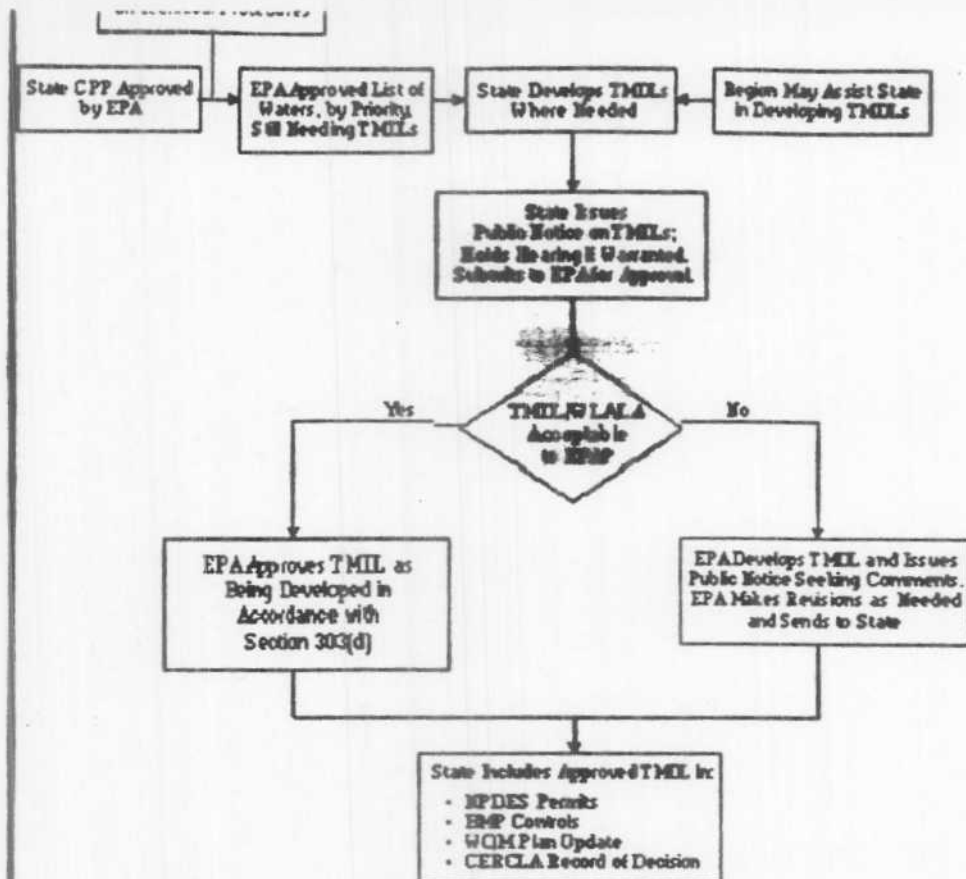 State CPP Approved
by EPA
EPA Approved List of
Waters, by Priority
Still Needing TMDLs
State Develops TMDLs
Where Needed
Region May Assist State
in Developing TMDLs
State Issues
Public Notice on TMDLs;
Holds Hearing if Warranted.
Submits to EPA for Approval.
Yes
TMDL/WLA/LA
Acceptable
to EPA?
No
EPA Approves TMDL as
Being Developed in
Accordance with
Section 303(d)
EPA Develops TMDL and Issues
Public Notice Seeking Comments.
EPA Makes Revisions as Needed
and Sends to State
State Includes Approved TMDL in:
• NPDES Permits
• BMP Controls
• WQM Plan Update
• CERCLA Record of Decision